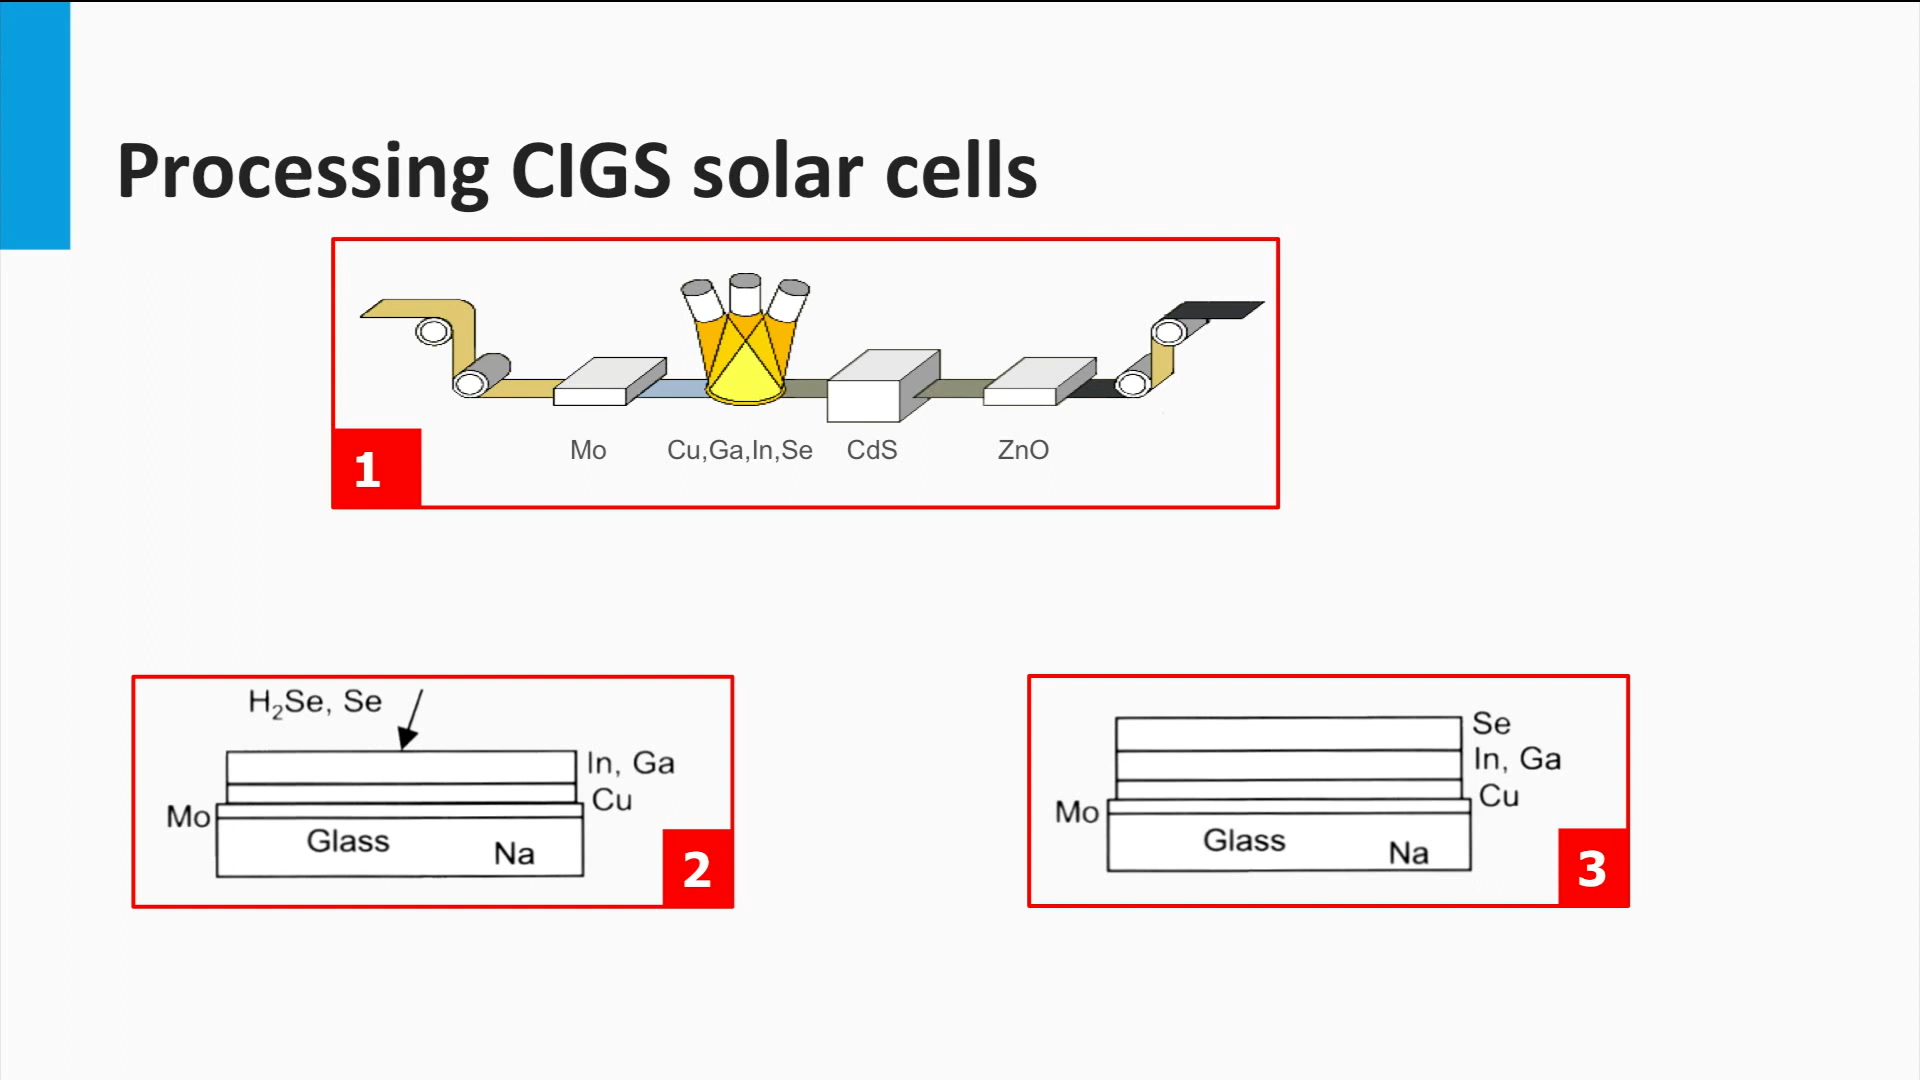 Processing CIGS solar cells
Mo Cu,Ga,In,Se CdS ZnO
1
H₂Se, Se
In, Ga
Cu
Mo
Glass Na
2
Se
In, Ga
Cu
Mo
Glass Na
3